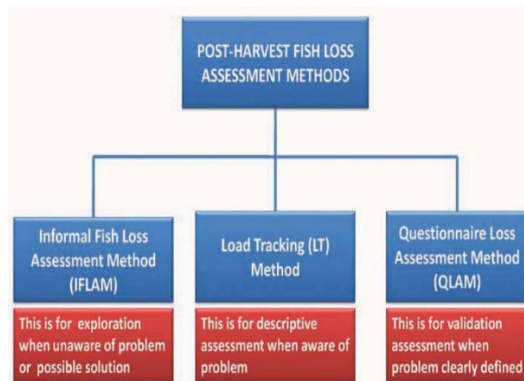 POST-HARVEST FISH LOSS
ASSESSMENT METHODS
Informal Fish Loss
Assessment Method
(IFLAM)
This is for exploration
when unaware of problem
or possible solution
Load Tracking (LT)
Method
This is for descriptive
assessment when aware of
problem
Questionnaire Loss
Assessment Method
(QLAM)
This is for validation
assessment when
problem clearly defined